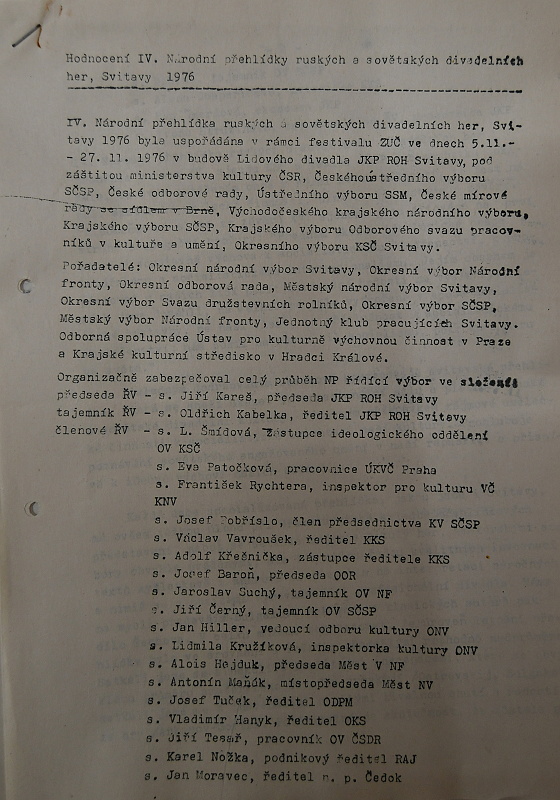 Hodnocení IV. Národní přehlídky ruských a sovětských divadelních
her, Svitavy 1976
IV. Národní přehlídka ruských a sovětských divadelních her, Svi-
tavy 1976 byla uspořádána v rámci festivalu ZUČ ve dnech 5.11.-
- 27. 11. 1976 v budově Lidového divadla JKP ROH Svitavy, pod
záštitou ministerstva kultury ČSR, Českéhoústředního výboru
SČSP, České odborové rady, Ústředního výboru SSM, České mírové
rady se sídlem v Brně, Východočeského krajského národního výboru,
Krajského výboru SČSP, Krajského výboru Odborového svazu pracov-
níků v kultuře a umění, Okresního výboru KSČ Svitavy.
Pořadatelé: Okresní národní výbor Svitavy, Okresní výbor Národní
fronty, Okresní odborová rada, Městský národní výbor Svitavy,
Okresní výbor Svazu družstevních rolníků, Okresní výbor SČSP,
Městský výbor Národní fronty, Jednotný klub pracujících Svitavy.
Odborná spolupráce Ústav pro kulturně výchovnou činnost v Praze
a Krajské kulturní středisko v Hradci Králové.
Organizačně zabezpečoval celý průběh NP řídící výbor ve složení
předseda ŘV - s. Jiří Kareš, předseda JKP ROH Svitavy
tajemník ŘV - s. Oldřich Kabelka, ředitel JKP ROH Svitavy
členové ŘV - s. L. Šmídová, zástupce ideologického oddělení
OV KSČ
s. Eva Patočková, pracovnice ÚKVČ Praha
s. František Rychtera, inspektor pro kulturu VČ
KNV
s. Josef Dobříslo, člen předsednictva KV SČSP
s. Václav Vavroušek, ředitel KKS
s. Adolf Křečnička, zástupce ředitele KKS
s. Josef Baroň, předseda OOR
s. Jaroslav Suchý, tajemník OV NF
s. Jiří Černý, tajemník OV SČSP
s. Jan Hiller, vedoucí odboru kultury ONV
s. Lidmila Kružíková, inspektorka kultury ONV
s. Alois Hajduk, předseda Měst V NF
s. Antonín Maňák, místopředseda Měst NV
s. Josef Tuček, ředitel ODPM
s. Vladimír Hanyk, ředitel OKS
s. Jiří Tesař, pracovník OV ČSDR
s. Karel Nožka, podnikový ředitel RAJ
s. Jan Moravec, ředitel n. p. Čedok